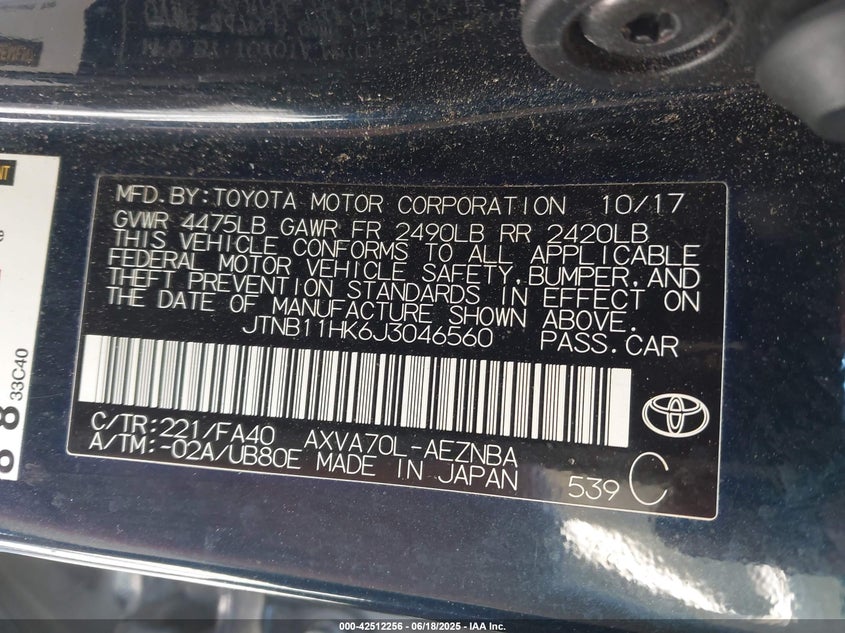 MFD.BY:TOYOTA MOTOR CORPORATION 10/17
GVWR 4475LB GAWR FR 2490LB RR 2420LB
THIS VEHICLE CONFORMS TO ALL APPLICABLE
FEDERAL MOTOR VEHICLE SAFETY,BUMPER,AND
THEFT PREVENTION STANDARDS IN EFFECT ON
THE DATE OF MANUFACTURE SHOWN ABOVE.
JTNB11HK6J3046560 PASS.CAR
C/TR:221/FA40 AXVA70L-AEZNBA
A/TM:-02A/UB80E MADE IN JAPAN
539 C
33C40
000-42512256 - 06/18/2025 - IAA Inc.